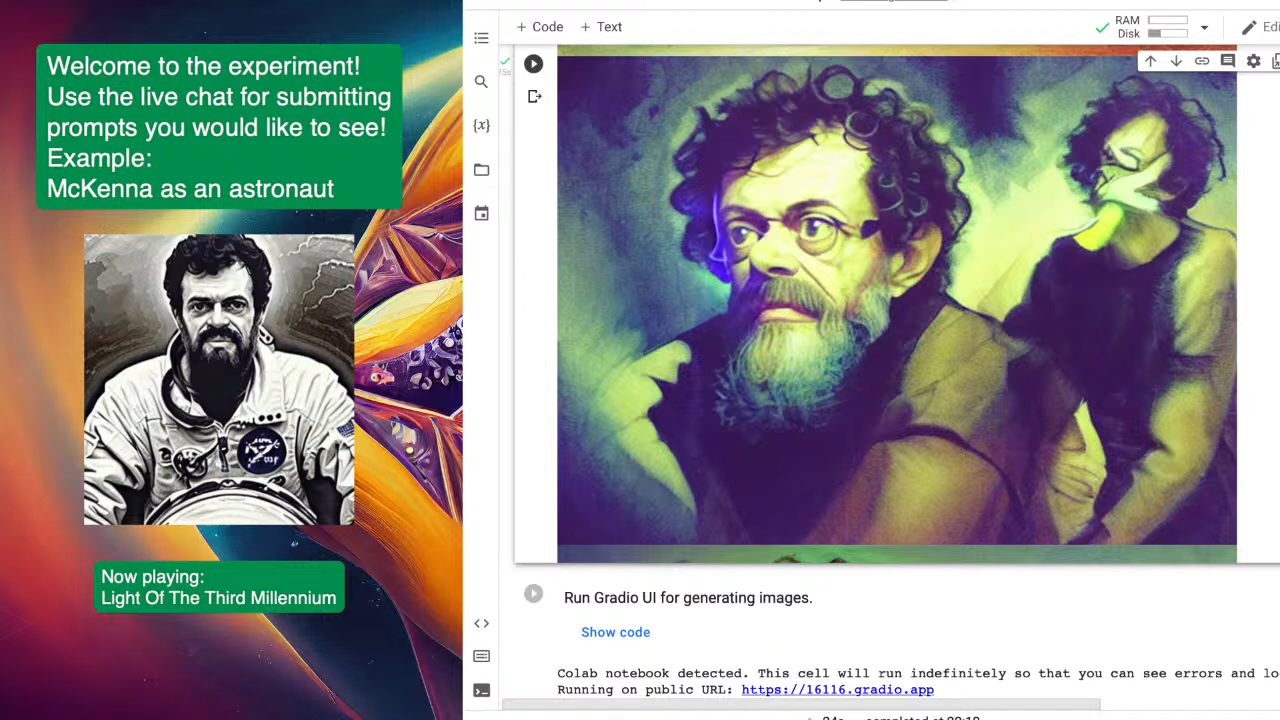 Welcome to the experiment!
Use the live chat for submitting
prompts you would like to see!
Example:
McKenna as an astronaut
Now playing:
Light Of The Third Millennium
+ Code + Text
RAM
Disk
{x}
Run Gradio UI for generating images.
Show code
Colab notebook detected. This cell will run indefinitely so that you can see errors and lo
Running on public URL: https://16116.gradio.app